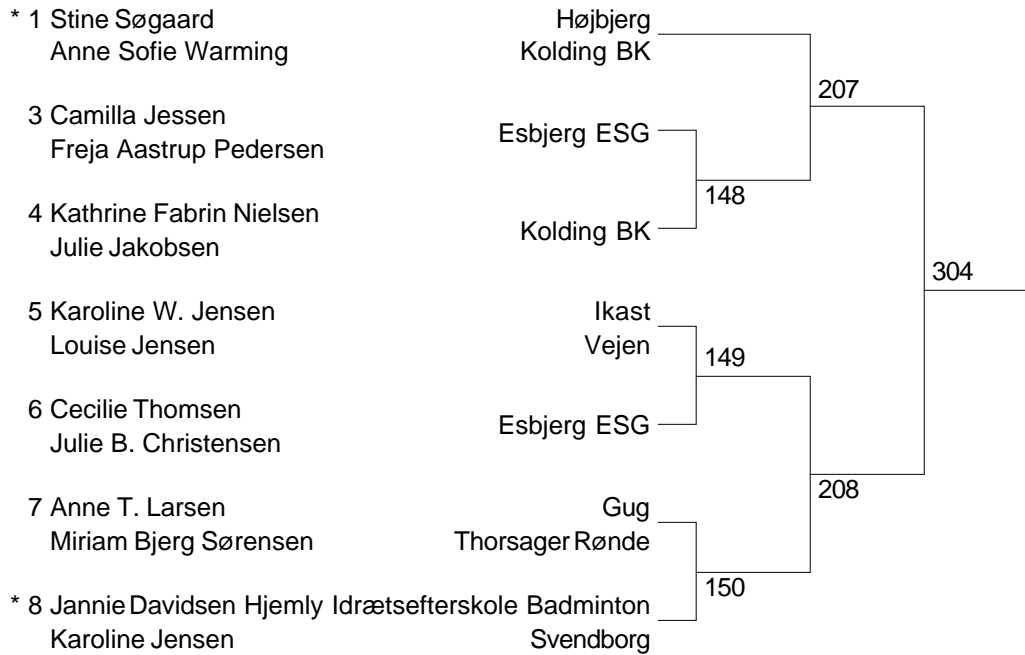 * 1 Stine Søgaard Højbjerg
Anne Sofie Warming Kolding BK
207
3 Camilla Jessen
Esbjerg ESG
Freja Aastrup Pedersen
148
4 Kathrine Fabrin Nielsen
Kolding BK
Julie Jakobsen
304
5 Karoline W. Jensen Ikast
Louise Jensen Vejen
149
6 Cecilie Thomsen
Esbjerg ESG
Julie B. Christensen
208
7 Anne T. Larsen Gug
Miriam Bjerg Sørensen Thorsager Rønde
150
* 8 Jannie Davidsen Hjemly Idrætsefterskole Badminton
Karoline Jensen Svendborg